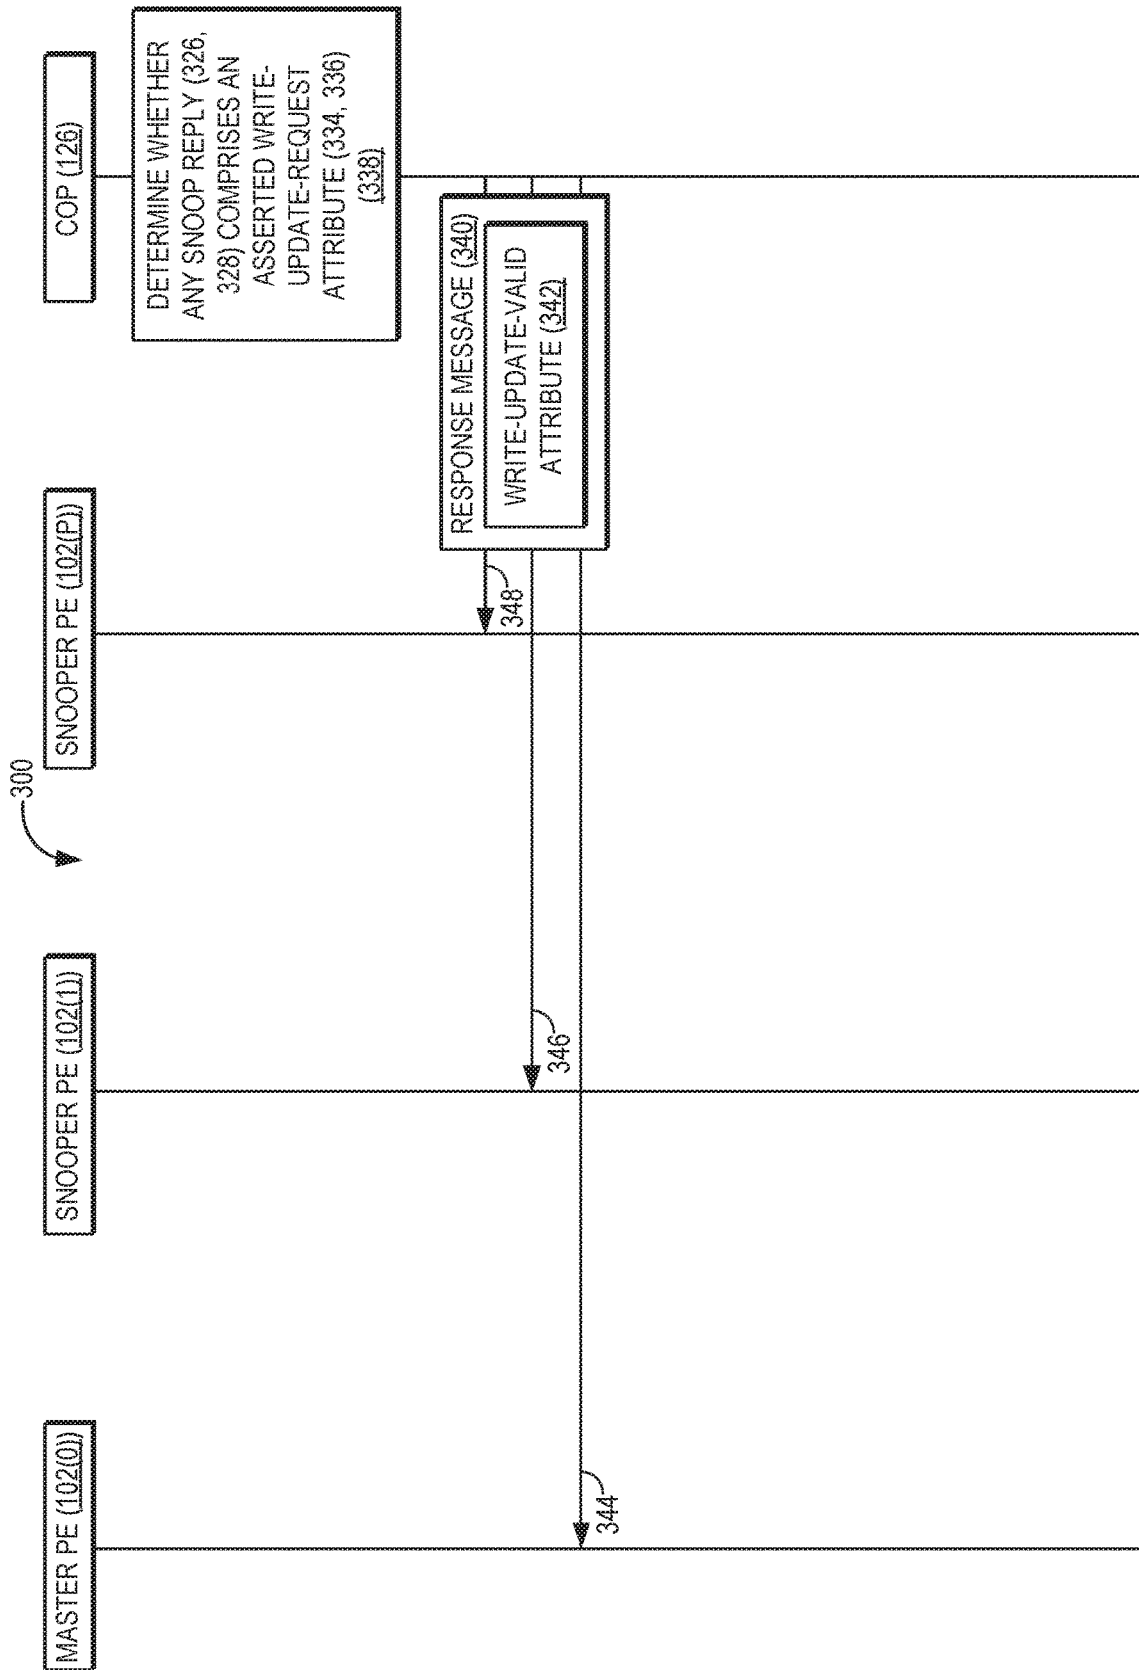 300
MASTER PE (102(0))
SNOOPER PE (102(1))
SNOOPER PE (102(P))
COP (126)
DETERMINE WHETHER
ANY SNOOP REPLY (326,
328) COMPRISES AN
ASSERTED WRITE-
UPDATE-REQUEST
ATTRIBUTE (334, 336)
(338)
RESPONSE MESSAGE (340)
WRITE-UPDATE-VALID
ATTRIBUTE (342)
348
346
344